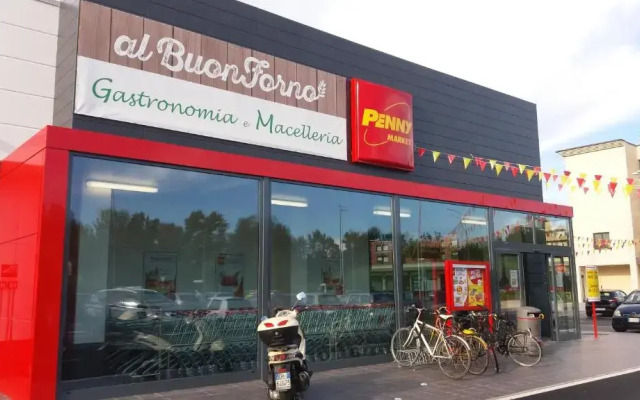 al BuonForno
Gastronomia e Macelleria
PENNY
MARKET